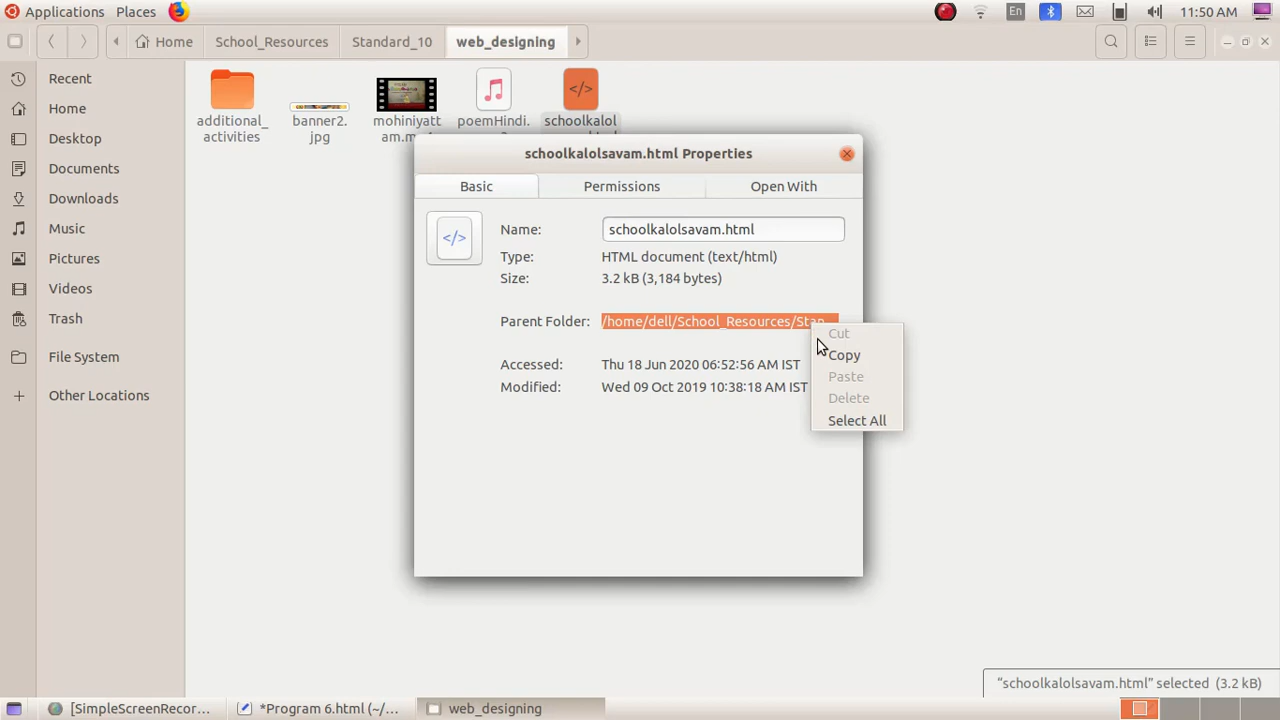 Applications Places En 11:50 AM
Home School_Resources Standard_10 web_designing
Recent
Home
Desktop
Documents
Downloads
Music
Pictures
Videos
Trash
File System
Other Locations
additional_
activities
banner2.
jpg
mohiniyatt
poemHindi.
schoolkalol
schoolkalolsavam.html Properties
Basic Permissions Open With
Name: schoolkalolsavam.html
Type: HTML document (text/html)
Size: 3.2 kB (3,184 bytes)
Parent Folder: /home/dell/School_Resources/Stan
Accessed: Thu 18 Jun 2020 06:52:56 AM IST
Modified: Wed 09 Oct 2019 10:38:18 AM IST
Cut
Copy
Paste
Delete
Select All
“schoolkalolsavam.html” selected (3.2 kB)
[SimpleScreenRecor... *Program 6.html (~/... web_designing